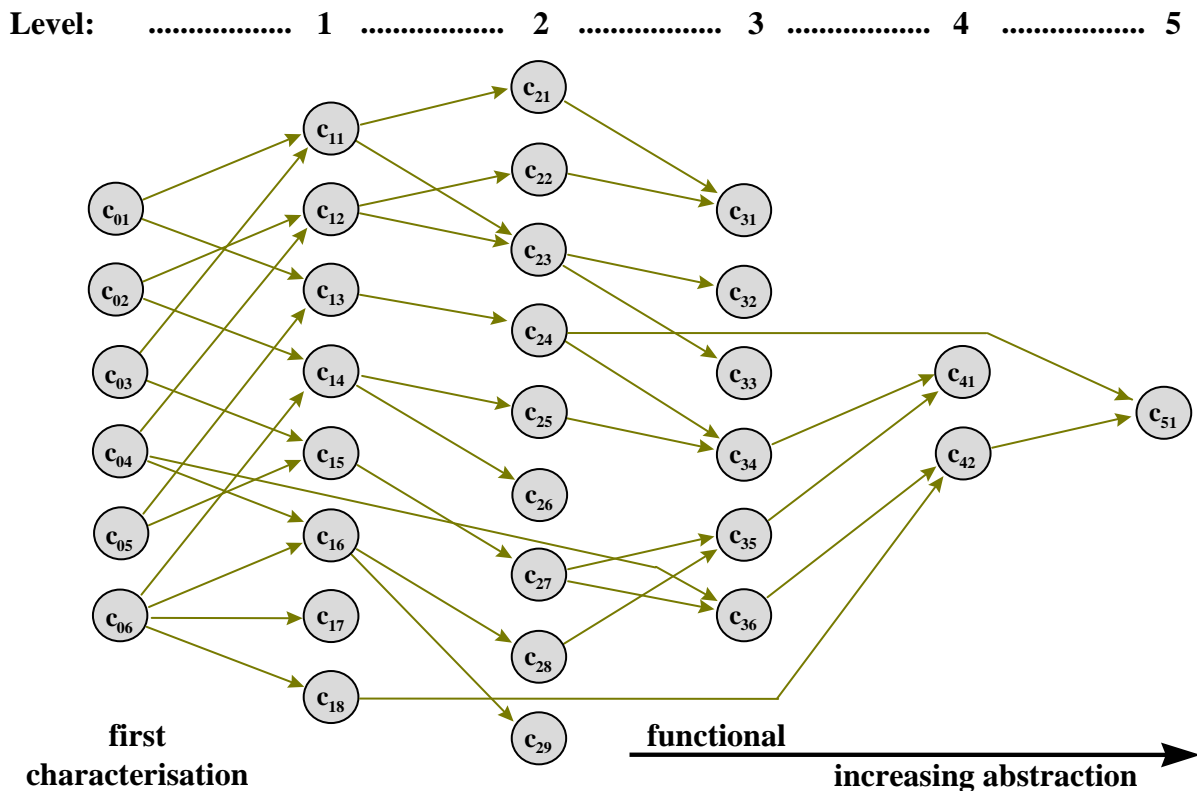 Level: .................. 1 .................. 2 .................. 3 .................. 4 .................. 5
c01
c02
c03
c04
c05
c06
c11
c12
c13
c14
c15
c16
c17
c18
c21
c22
c23
c24
c25
c26
c27
c28
c29
c31
c32
c33
c34
c35
c36
c41
c42
c51
first
characterisation
functional
increasing abstraction